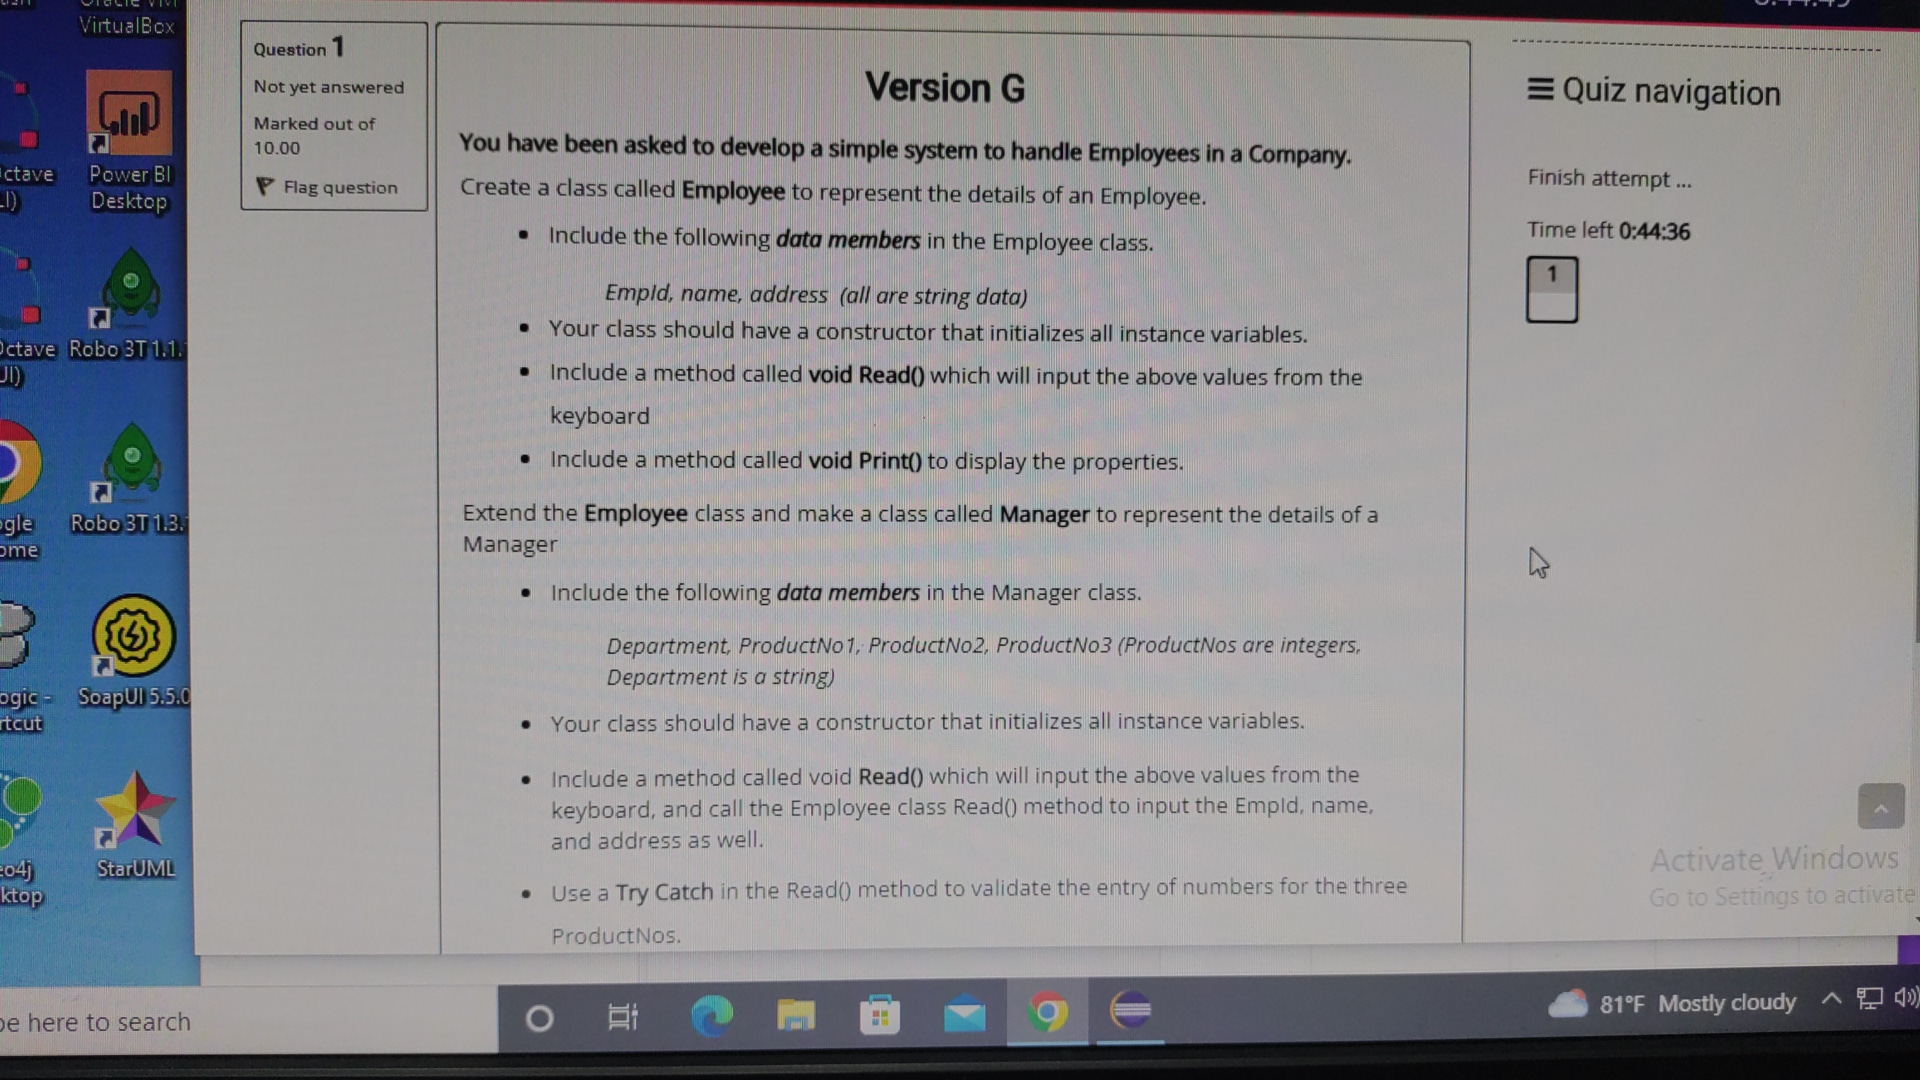 VirtualBox
Power BI
Desktop
Robo 3T 1.1.
Robo 3T 1.3.
SoapUI 5.5.0
StarUML
Question 1
Not yet answered
Marked out of
10.00
Flag question
Version G
You have been asked to develop a simple system to handle Employees in a Company.
Create a class called Employee to represent the details of an Employee.
• Include the following data members in the Employee class.
EmpId, name, address (all are string data)
• Your class should have a constructor that initializes all instance variables.
• Include a method called void Read() which will input the above values from the
keyboard
• Include a method called void Print() to display the properties.
Extend the Employee class and make a class called Manager to represent the details of a
Manager
• Include the following data members in the Manager class.
Department, ProductNo1, ProductNo2, ProductNo3 (ProductNos are integers,
Department is a string)
• Your class should have a constructor that initializes all instance variables.
• Include a method called void Read() which will input the above values from the
keyboard, and call the Employee class Read() method to input the EmpId, name,
and address as well.
• Use a Try Catch in the Read() method to validate the entry of numbers for the three
ProductNos.
Quiz navigation
Finish attempt ...
Time left 0:44:36
1
Activate Windows
Go to Settings to activate
here to search
81°F Mostly cloudy